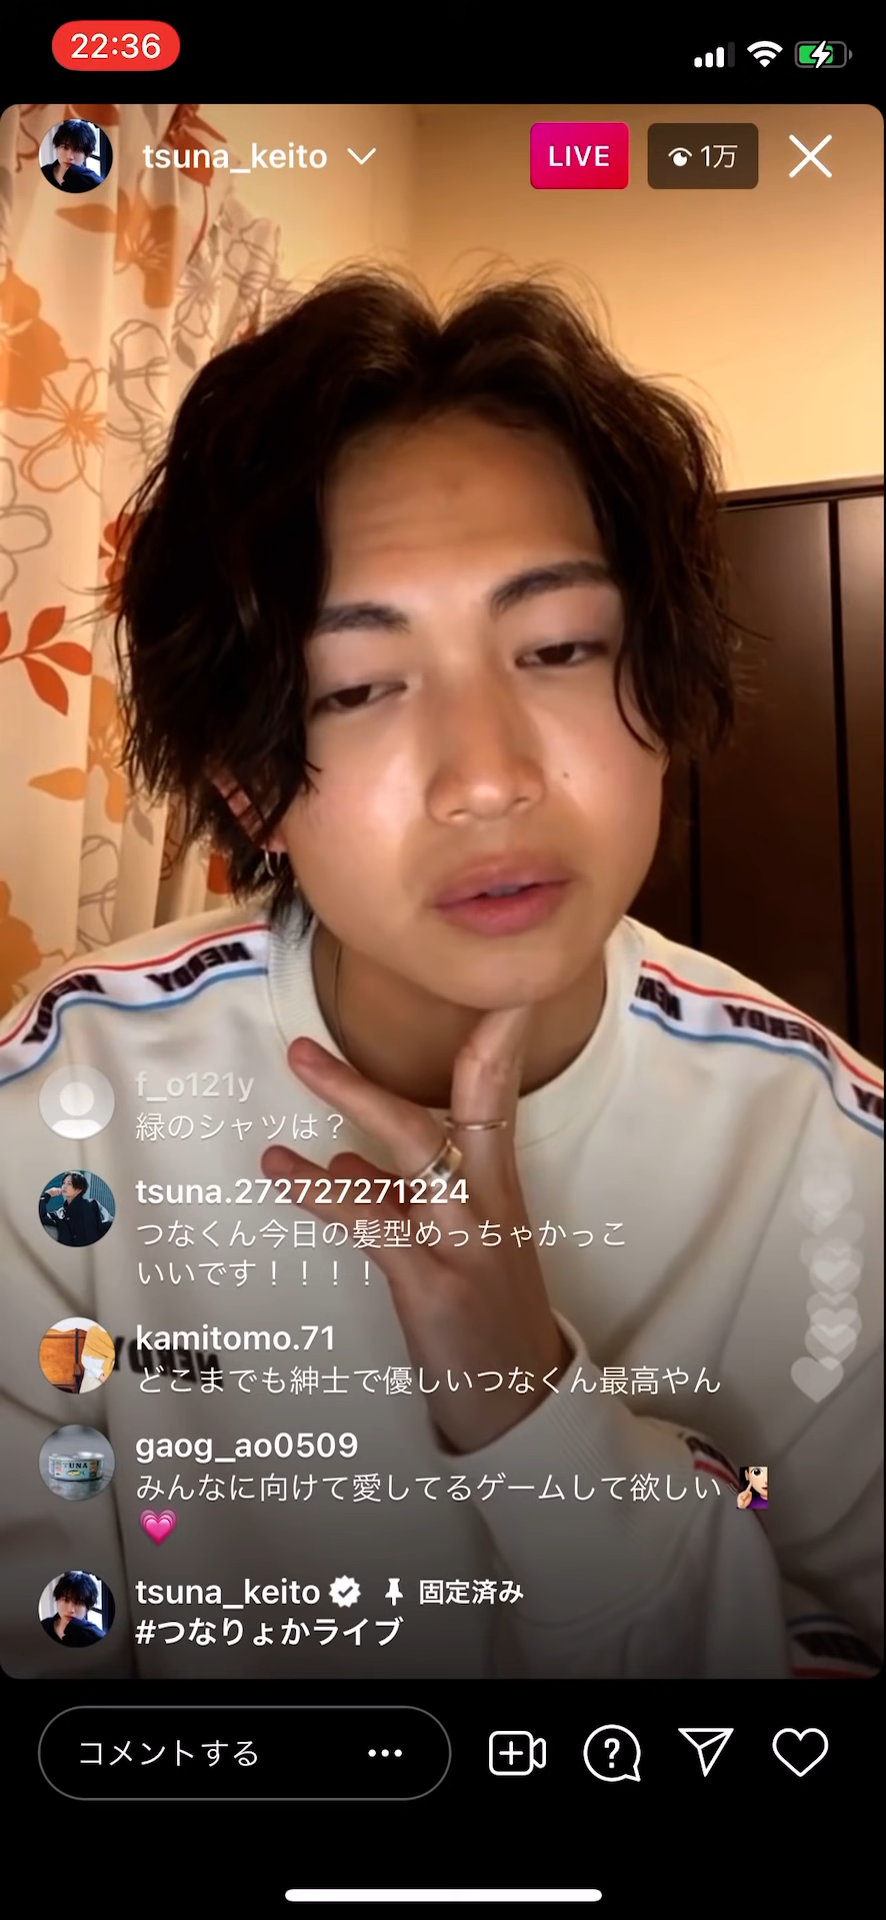 22:36
tsuna_keito
LIVE
1万
NERDY
NERDY
f_o121y
緑のシャツは？
tsuna.272727271224
つなくん今日の髪型めっちゃかっこ
いいです！！！！
kamitomo.71
どこまでも紳士で優しいつなくん最高やん
gaog_ao0509
みんなに向けて愛してるゲームして欲しい
tsuna_keito 固定済み
#つなりょかライブ
コメントする